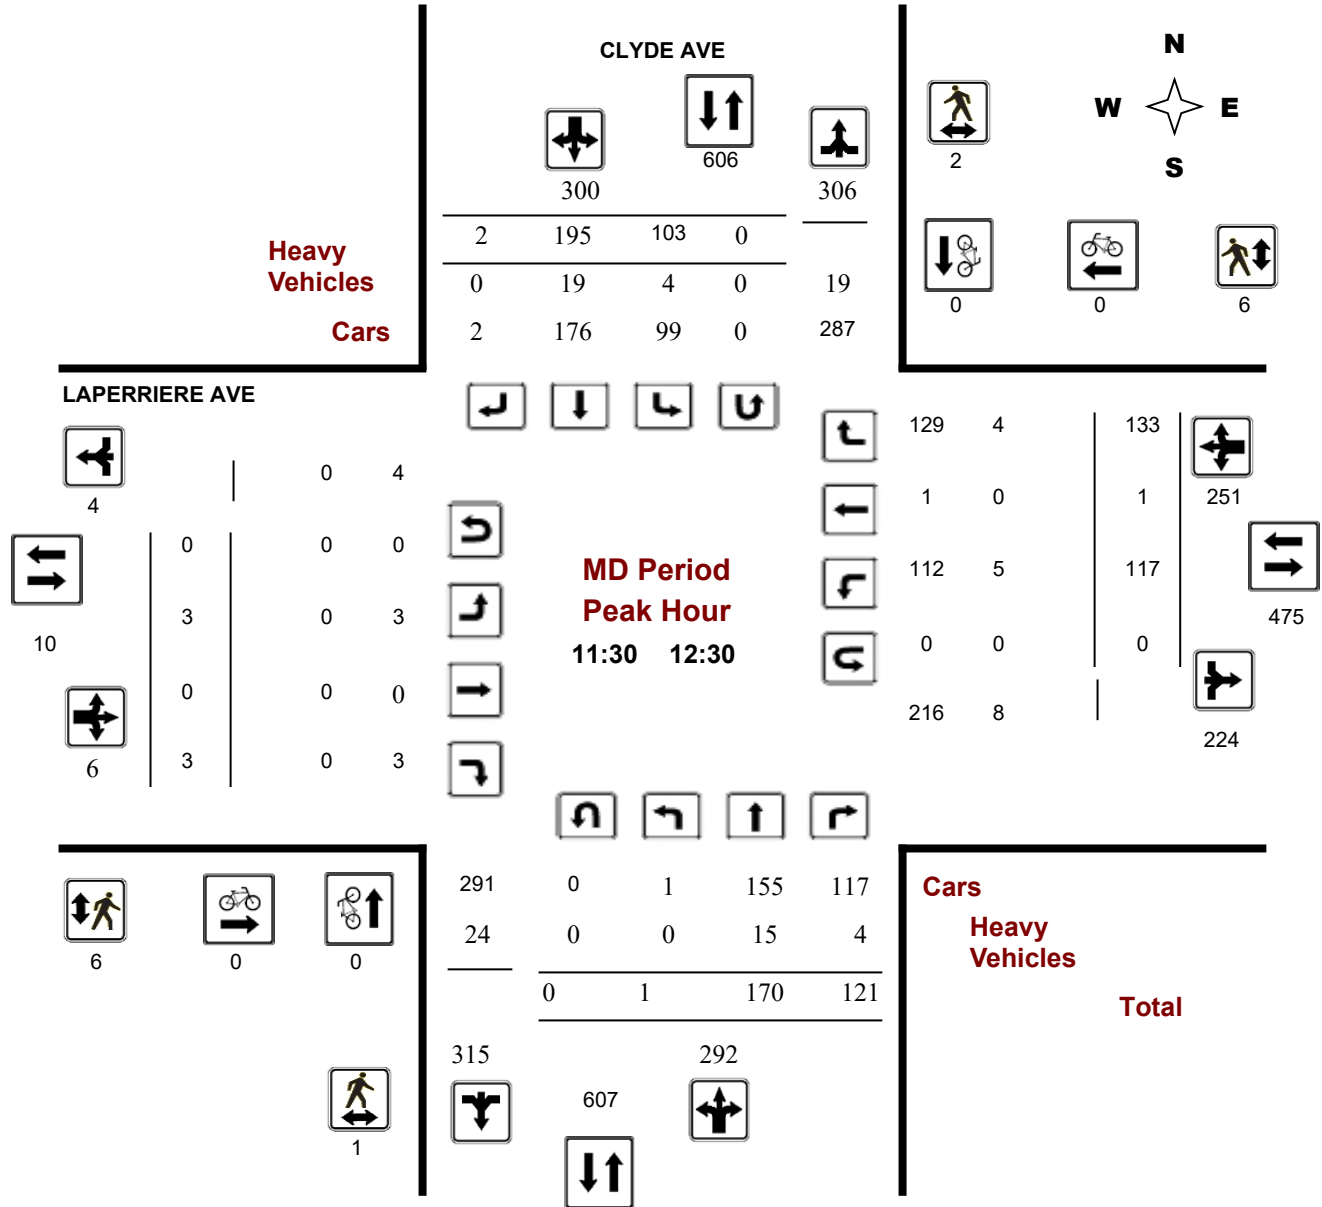 CLYDE AVE
N
W E
S
606
2
300 306
2 195 103 0
Heavy
Vehicles
0 19 4 0 19
0 0 6
Cars
2 176 99 0 287
LAPERRIERE AVE
129 4 133
0 4
4
1 0 1 251
0 0 0
MD Period
112 5 117
Peak Hour
3 0 3
475
10
11:30 12:30
0 0 0
0 0 0
216 8
224
6
3 0 3
291 0 1 155 117
Cars
24 0 0 15 4
Heavy
Vehicles
6 0 0
0 1 170 121
Total
315 292
607
1